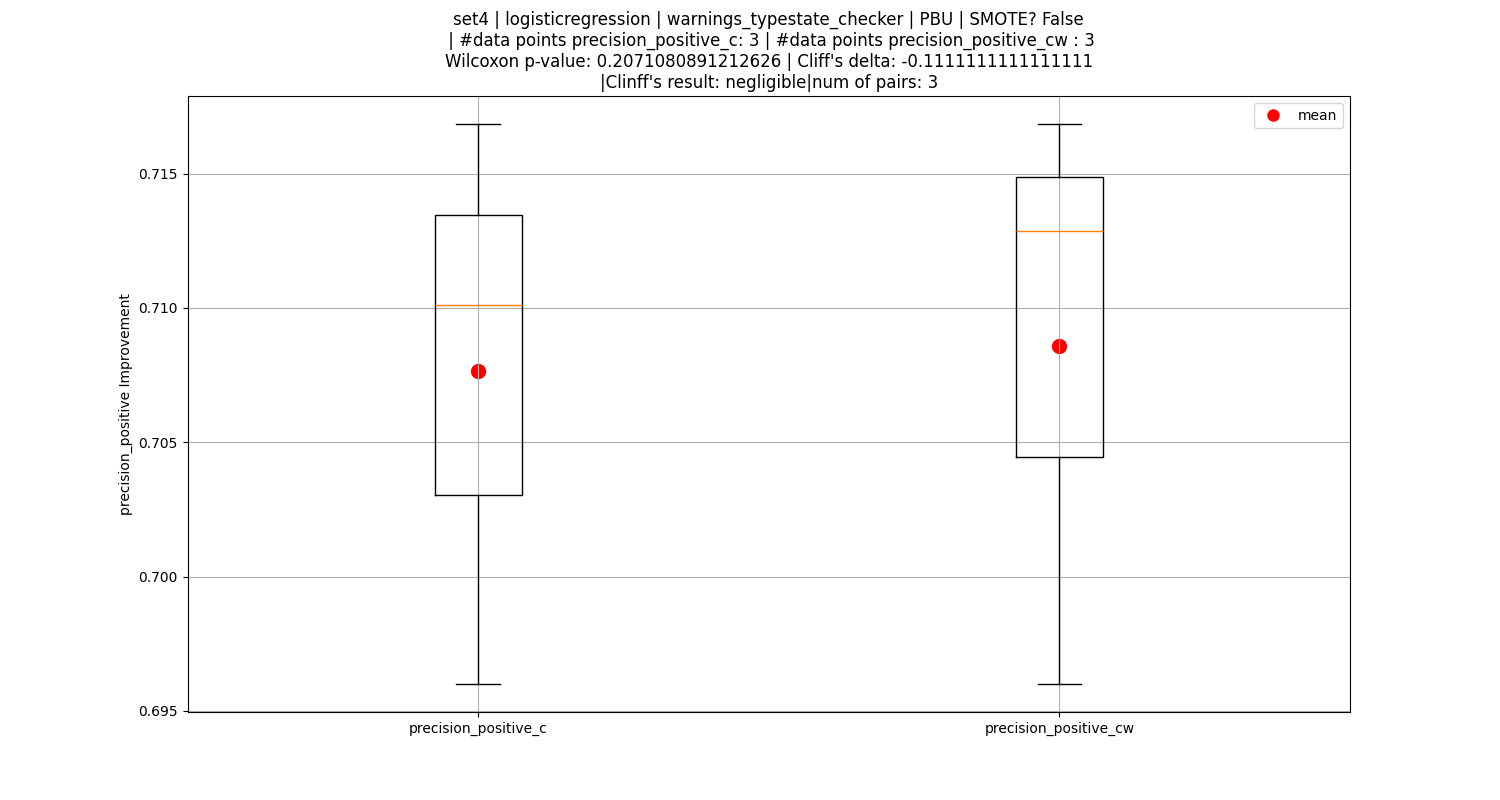 set4 | logisticregression | warnings_typestate_checker | PBU | SMOTE? False
| #data points precision_positive_c: 3 | #data points precision_positive_cw : 3
Wilcoxon p-value: 0.2071080891212626 | Cliff's delta: -0.1111111111111111
|Clinff's result: negligible|num of pairs: 3
mean
0.715
0.710
0.705
0.700
0.695
precision_positive Improvement
precision_positive_c
precision_positive_cw